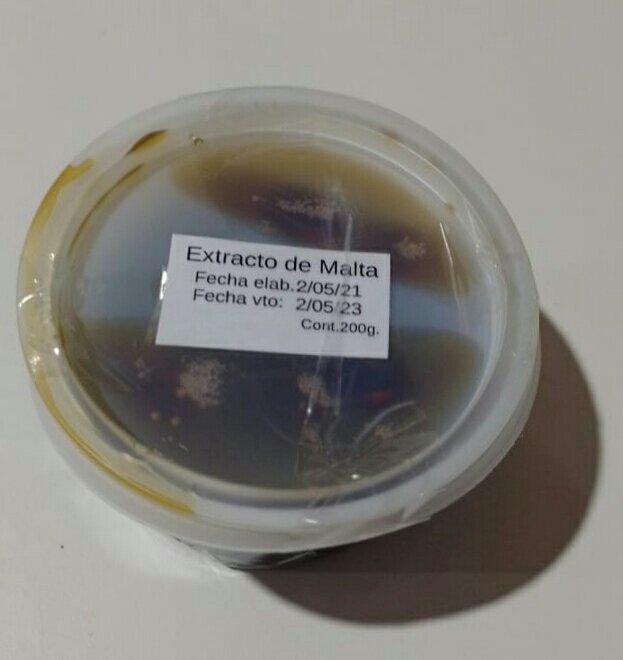 Extracto de Malta
Fecha elab.2/05/21
Fecha vto: 2/05/23
Cont.200g.